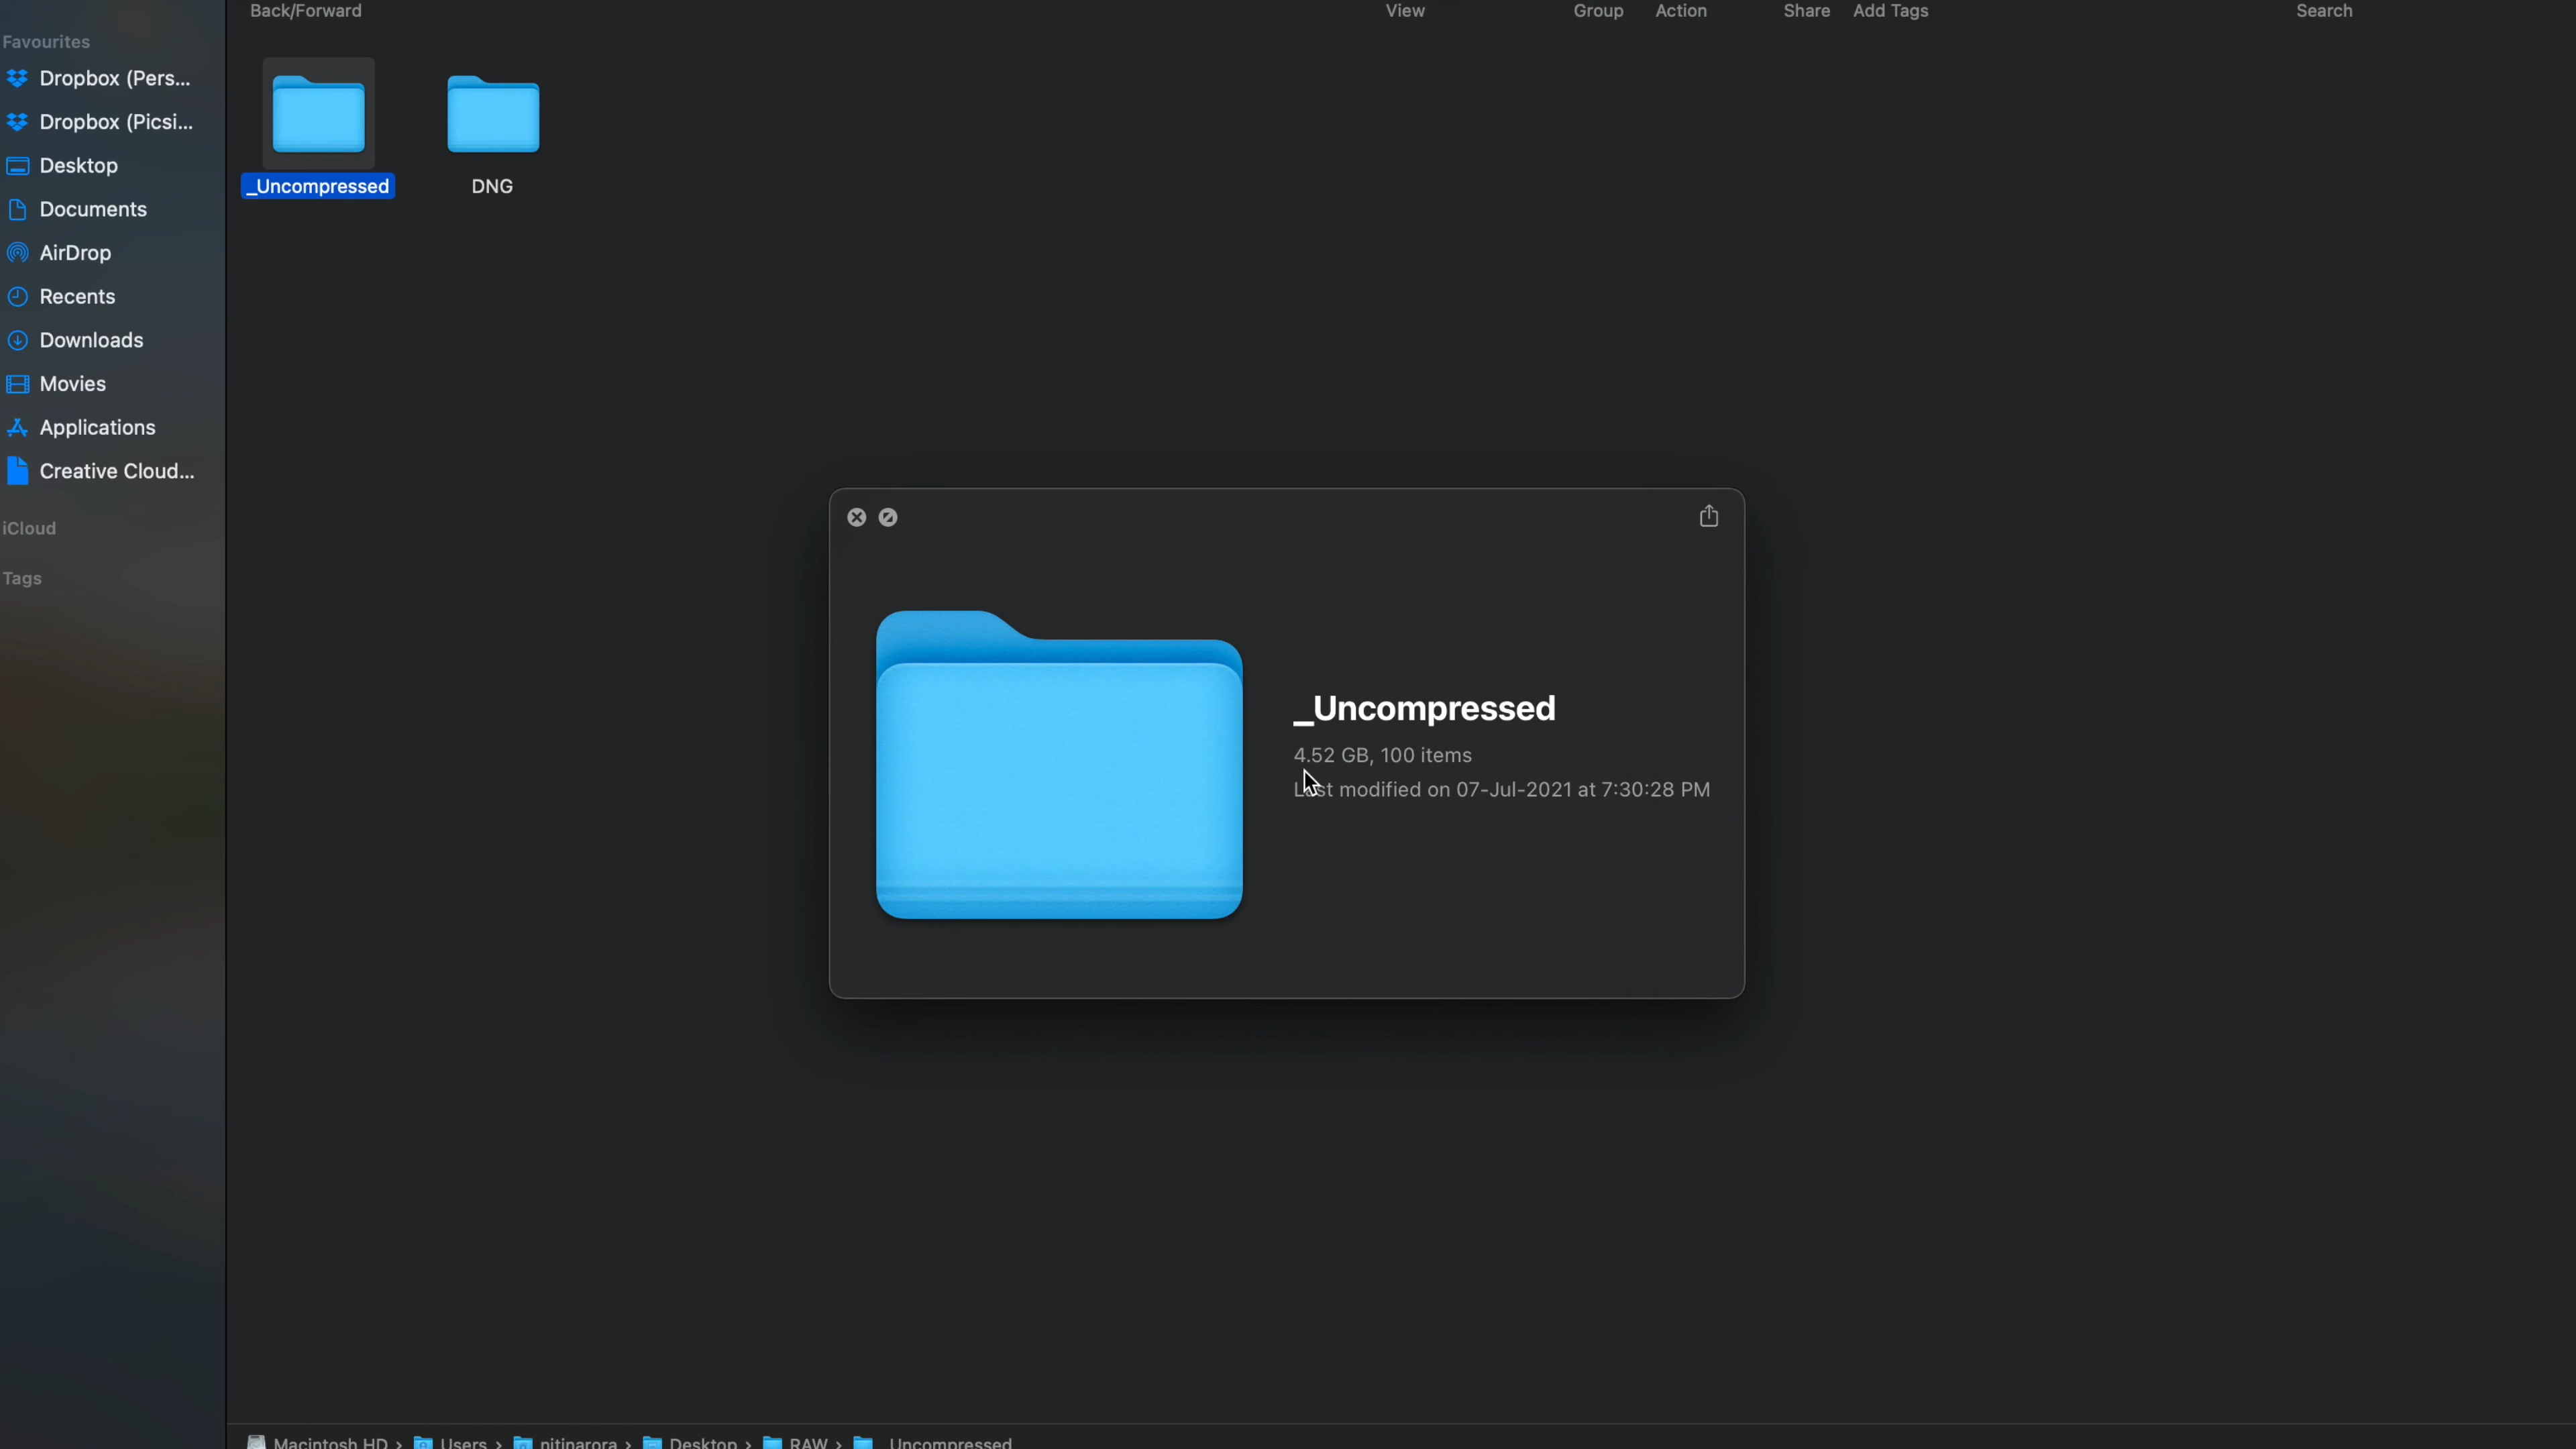 Back/Forward
View
Group
Action
Share
Add Tags
Search
Favourites
Dropbox (Pers...
Dropbox (Picsi...
Desktop
Documents
AirDrop
Recents
Downloads
Movies
Applications
Creative Cloud...
iCloud
Tags
_Uncompressed
DNG
_Uncompressed
4.52 GB, 100 items
Last modified on 07-Jul-2021 at 7:30:28 PM
Macintosh HD › Users › nitinarora › Desktop › RAW › _Uncompressed